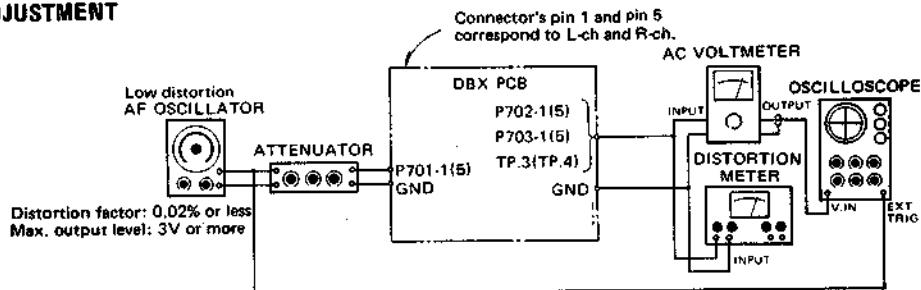 DJUSTMENT
Connector's pin 1 and pin 5
correspond to L-ch and R-ch.
AC VOLTMETER
OSCILLOSCOPE
Low distortion
AF OSCILLATOR
DBX PCB
P702-1(5)
P703-1(5)
TP.3(TP.4)
GND
INPUT
OUTPUT
ATTENUATOR
P701-1(5)
GND
DISTORTION
METER
Distortion factor: 0.02% or less
Max. output level: 3V or more
V.IN
EXT
TRIG
INPUT